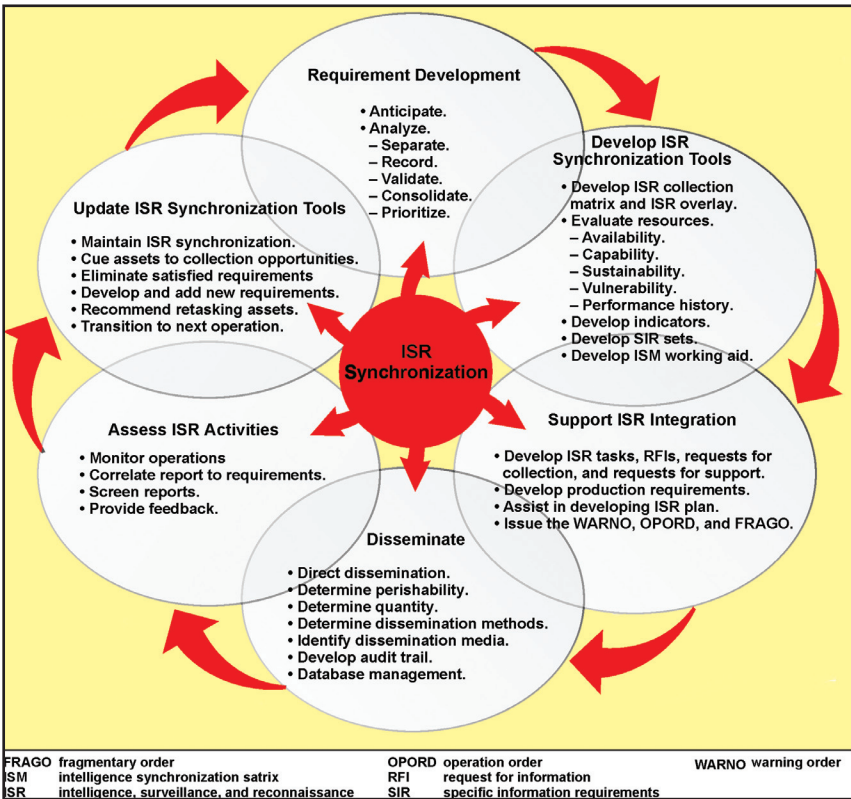 Requirement Development
• Anticipate.
• Analyze.
– Separate.
– Record.
– Validate.
– Consolidate.
– Prioritize.
Develop ISR
Synchronization Tools
• Develop ISR collection
matrix and ISR overlay.
• Evaluate resources.
– Availability.
– Capability.
– Sustainability.
– Vulnerability.
– Performance history.
• Develop indicators.
• Develop SIR sets.
• Develop ISM working aid.
Support ISR Integration
• Develop ISR tasks, RFIs, requests for
collection, and requests for support.
• Develop production requirements.
• Assist in developing ISR plan.
• Issue the WARNO, OPORD, and FRAGO.
Disseminate
• Direct dissemination.
• Determine perishability.
• Determine quantity.
• Determine dissemination methods.
• Identify dissemination media.
• Develop audit trail.
• Database management.
Assess ISR Activities
• Monitor operations
• Correlate report to requirements.
• Screen reports.
• Provide feedback.
Update ISR Synchronization Tools
• Maintain ISR synchronization.
• Cue assets to collection opportunities.
• Eliminate satisfied requirements
• Develop and add new requirements.
• Recommend retasking assets.
• Transition to next operation.
ISR
Synchronization
FRAGO fragmentary order
ISM intelligence synchronization satrix
ISR intelligence, surveillance, and reconnaissance
OPORD operation order
RFI request for information
SIR specific information requirements
WARNO warning order